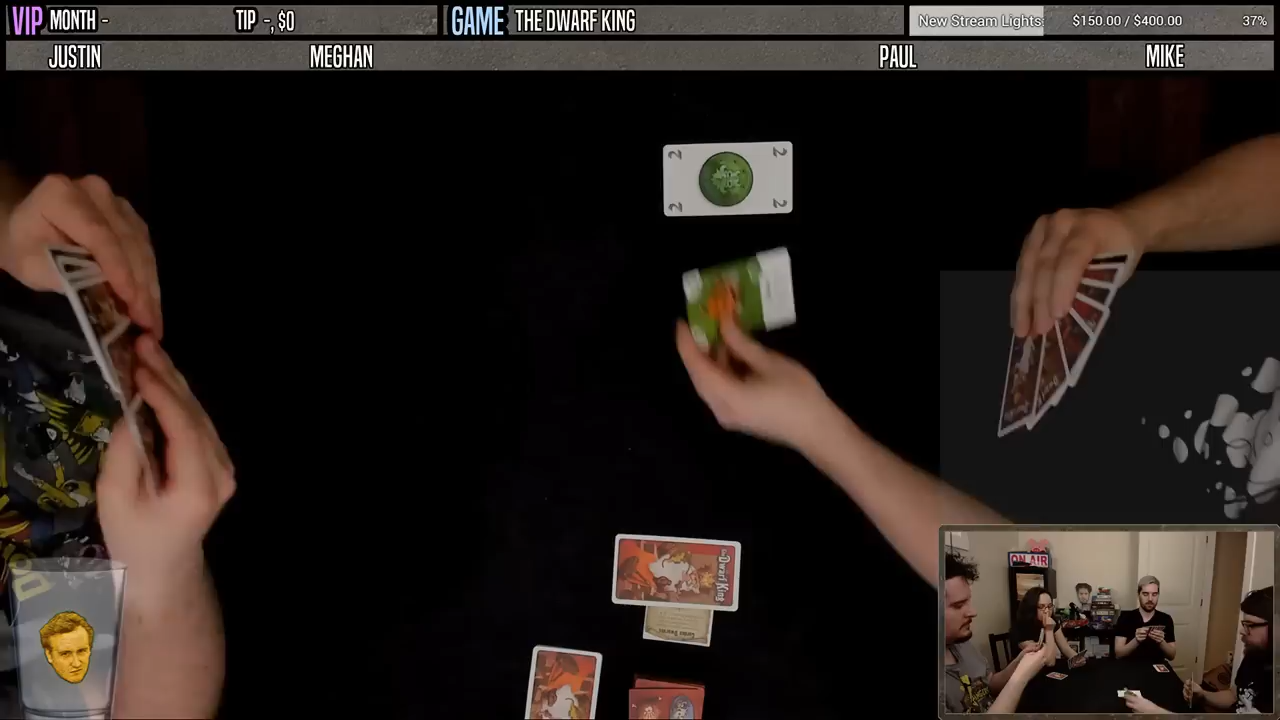 VIP MONTH - TIP -, $0 GAME THE DWARF KING New Stream Lights: $150.00 / $400.00 37%
JUSTIN MEGHAN PAUL MIKE
2 2
2 2
The Dwarf King
ON AIR